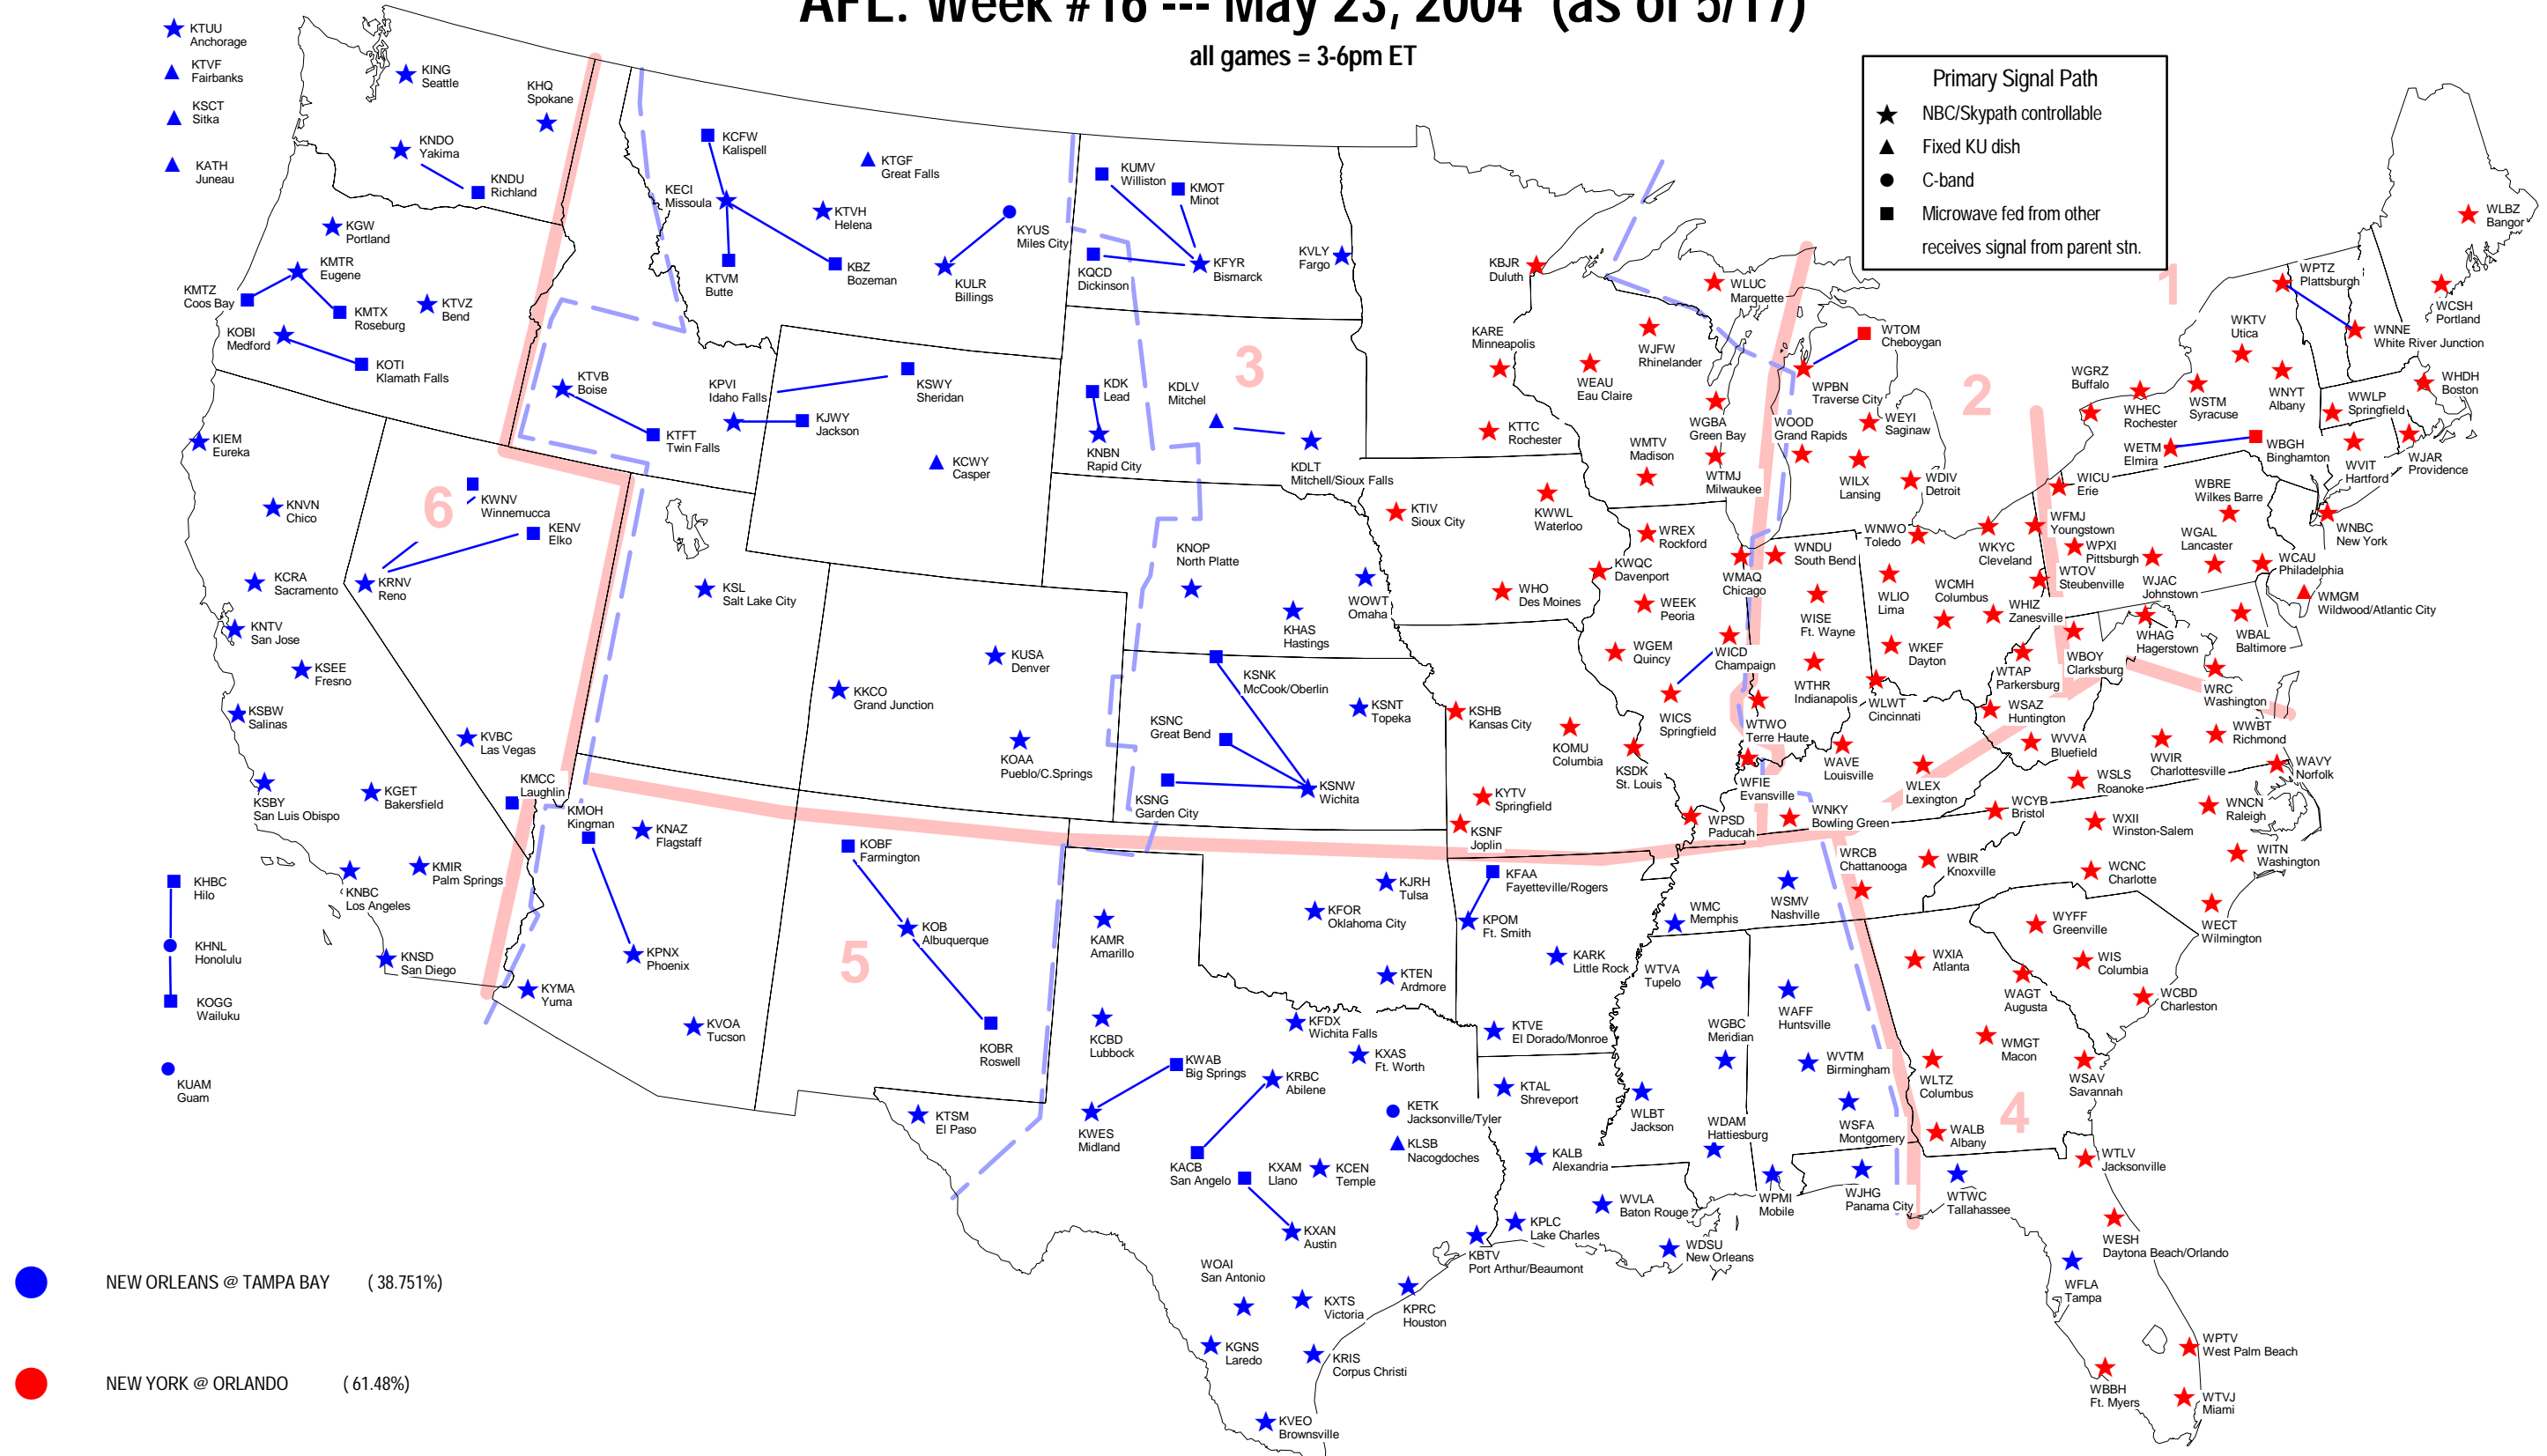 AFL: Week #16 --- May 23, 2004 (as of 5/17)
all games = 3-6pm ET
Primary Signal Path
NBC/Skypath controllable
Fixed KU dish
C-band
Microwave fed from other
receives signal from parent stn.
KTUU
Anchorage
KTVF
Fairbanks
KSCT
Sitka
KATH
Juneau
KING
Seattle
KHQ
Spokane
KNDO
Yakima
KNDU
Richland
KGW
Portland
KMTR
Eugene
KMTZ
Coos Bay
KMTX
Roseburg
KTVZ
Bend
KOBI
Medford
KOTI
Klamath Falls
KCFW
Kalispell
KTGF
Great Falls
KECI
Missoula
KTVH
Helena
KYUS
Miles City
KTVM
Butte
KBZ
Bozeman
KULR
Billings
KUMV
Williston
KMOT
Minot
KQCD
Dickinson
KFYR
Bismarck
KVLY
Fargo
KTVB
Boise
KPVI
Idaho Falls
KSWY
Sheridan
KJWY
Jackson
KTFT
Twin Falls
KCWY
Casper
KDK
Lead
KNBN
Rapid City
KDLV
Mitchel
3
KDLT
Mitchell/Sioux Falls
KIEM
Eureka
KNVN
Chico
6
KWNV
Winnemucca
KENV
Elko
KCRA
Sacramento
KRNV
Reno
KNTV
San Jose
KSEE
Fresno
KSBW
Salinas
KVBC
Las Vegas
KSBY
San Luis Obispo
KGET
Bakersfield
KMCC
Laughlin
KMOH
Kingman
KNAZ
Flagstaff
KNBC
Los Angeles
KMIR
Palm Springs
KNSD
San Diego
KYMA
Yuma
KPNX
Phoenix
KVOA
Tucson
KSL
Salt Lake City
KUSA
Denver
KKCO
Grand Junction
KOAA
Pueblo/C.Springs
KNOP
North Platte
WOWT
Omaha
KHAS
Hastings
KSNK
McCook/Oberlin
KSNC
Great Bend
KSNT
Topeka
KSNG
Garden City
KSNW
Wichita
KOBF
Farmington
KOB
Albuquerque
5
KOBR
Roswell
KHBC
Hilo
KHNL
Honolulu
KOGG
Wailuku
KUAM
Guam
KAMR
Amarillo
KJRH
Tulsa
KFOR
Oklahoma City
KTEN
Ardmore
KCBD
Lubbock
KFDX
Wichita Falls
KWAB
Big Springs
KRBC
Abilene
KXAS
Ft. Worth
KTSM
El Paso
KWES
Midland
KETK
Jacksonville/Tyler
KLSB
Nacogdoches
KACB
San Angelo
KXAM
Llano
KCEN
Temple
KXAN
Austin
WOAI
San Antonio
KXTS
Victoria
KPRC
Houston
KBTV
Port Arthur/Beaumont
KGNS
Laredo
KRIS
Corpus Christi
KVEO
Brownsville
KFAA
Fayetteville/Rogers
KPOM
Ft. Smith
KARK
Little Rock
KTVE
El Dorado/Monroe
KTAL
Shreveport
KALB
Alexandria
WVLA
Baton Rouge
KPLC
Lake Charles
WDSU
New Orleans
WMC
Memphis
WSMV
Nashville
WTVA
Tupelo
WGBC
Meridian
WLBT
Jackson
WDAM
Hattiesburg
WAFF
Huntsville
WVTM
Birmingham
WSFA
Montgomery
WPMI
Mobile
WJHG
Panama City
WTWC
Tallahassee
KBJR
Duluth
WLUC
Marquette
KARE
Minneapolis
WJFW
Rhinelander
WEAU
Eau Claire
KTTC
Rochester
WGBA
Green Bay
WMTV
Madison
WTMJ
Milwaukee
KTIV
Sioux City
KWWL
Waterloo
WREX
Rockford
KWQC
Davenport
WHO
Des Moines
WMAQ
Chicago
WEEK
Peoria
WGEM
Quincy
WICD
Champaign
WICS
Springfield
KSHB
Kansas City
KOMU
Columbia
KSDK
St. Louis
KYTV
Springfield
KSNF
Joplin
WPSD
Paducah
WTOM
Cheboygan
WPBN
Traverse City
2
WOOD
Grand Rapids
WEYI
Saginaw
WILX
Lansing
WDIV
Detroit
WNDU
South Bend
WNWO
Toledo
WKYC
Cleveland
WFMJ
Youngstown
WISE
Ft. Wayne
WLIO
Lima
WCMH
Columbus
WHIZ
Zanesville
WTOV
Steubenville
WKEF
Dayton
WTHR
Indianapolis
WLWT
Cincinnati
WTWO
Terre Haute
WFIE
Evansville
WAVE
Louisville
WLEX
Lexington
WNKY
Bowling Green
WTAP
Parkersburg
WBOY
Clarksburg
WSAZ
Huntington
WVVA
Bluefield
1
WLBZ
Bangor
WPTZ
Plattsburgh
WCSH
Portland
WKTV
Utica
WNNE
White River Junction
WGRZ
Buffalo
WHEC
Rochester
WSTM
Syracuse
WNYT
Albany
WHDH
Boston
WWLP
Springfield
WETM
Elmira
WBGH
Binghamton
WVIT
Hartford
WJAR
Providence
WICU
Erie
WBRE
Wilkes Barre
WNBC
New York
WPXI
Pittsburgh
WGAL
Lancaster
WCAU
Philadelphia
WJAC
Johnstown
WMGM
Wildwood/Atlantic City
WHAG
Hagerstown
WBAL
Baltimore
WRC
Washington
WWBT
Richmond
WVIR
Charlottesville
WAVY
Norfolk
WSLS
Roanoke
WCYB
Bristol
WNCN
Raleigh
WXII
Winston-Salem
WITN
Washington
WRCB
Chattanooga
WBIR
Knoxville
WCNC
Charlotte
WECT
Wilmington
WYFF
Greenville
WXIA
Atlanta
WIS
Columbia
WAGT
Augusta
WCBD
Charleston
WMGT
Macon
WLTZ
Columbus
WSAV
Savannah
4
WALB
Albany
WTLV
Jacksonville
WESH
Daytona Beach/Orlando
WFLA
Tampa
WPTV
West Palm Beach
WBBH
Ft. Myers
WTVJ
Miami
NEW ORLEANS @ TAMPA BAY ( 38.751%)
NEW YORK @ ORLANDO ( 61.48%)